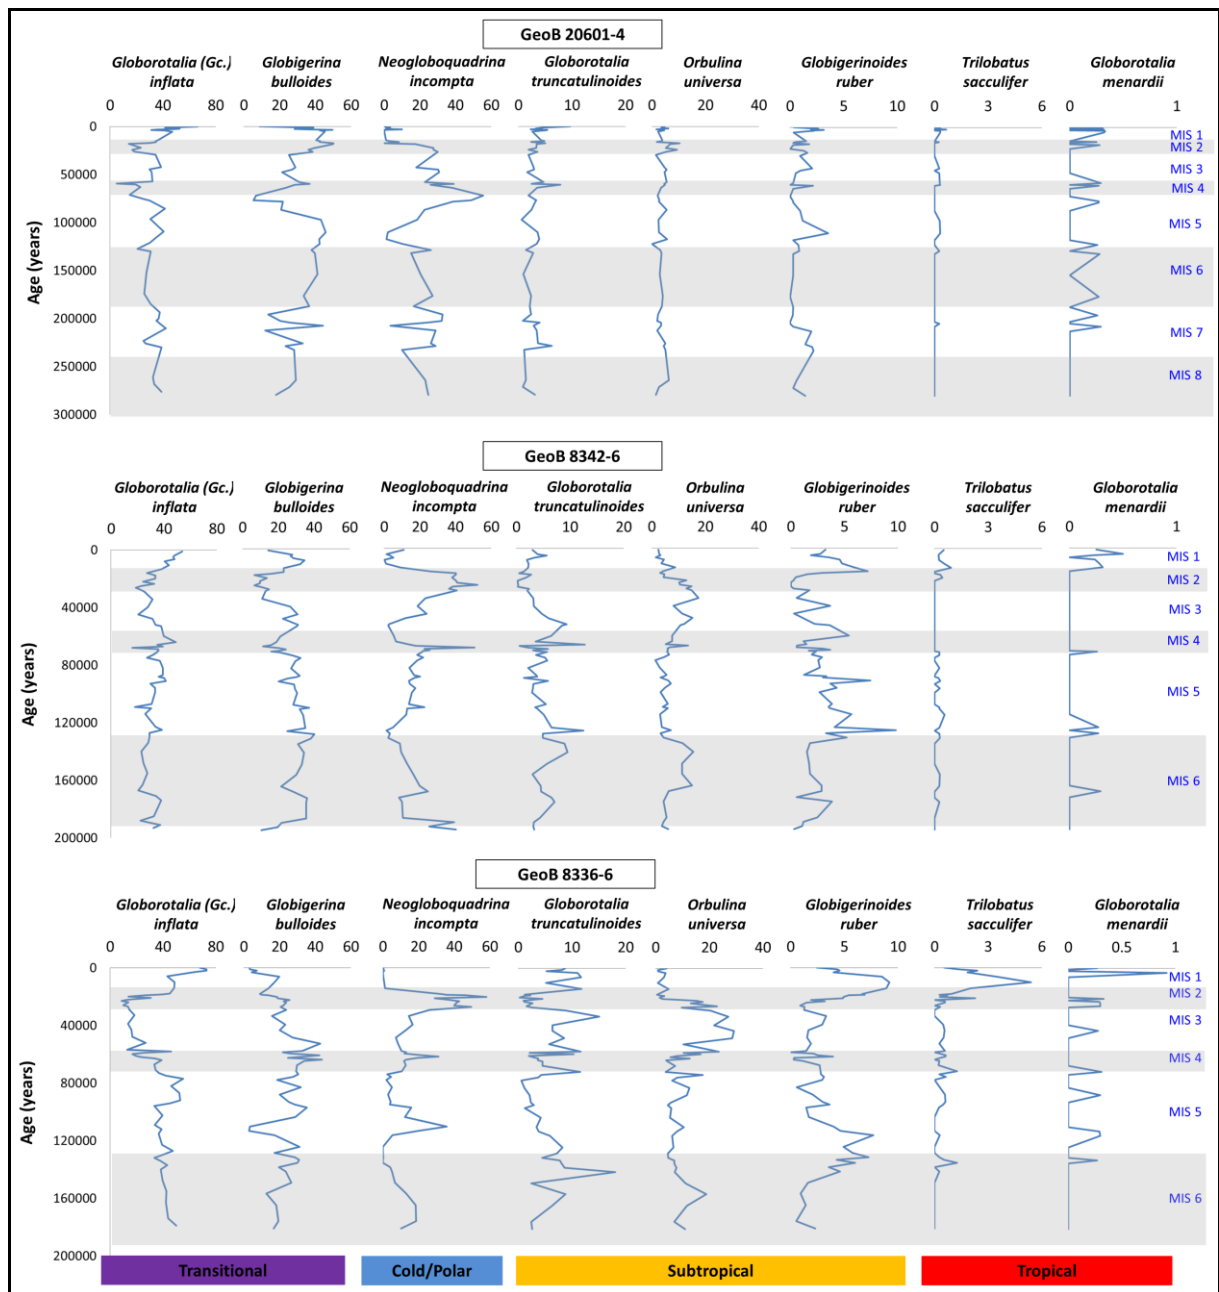 GeoB 20601-4
Globorotalia (Gc.) inflata
Globigerina bulloides
Neogloboquadrina incompta
Globorotalia truncatulinoides
Orbulina universa
Globigerinoides ruber
Trilobatus sacculifer
Globorotalia menardii
0 40 80
0 20 40 60
0 20 40 60
0 10 20
0 20 40
0 5 10
0 3 6
0 1
Age (years)
0
50000
100000
150000
200000
250000
300000
MIS 1
MIS 2
MIS 3
MIS 4
MIS 5
MIS 6
MIS 7
MIS 8
GeoB 8342-6
Globorotalia (Gc.) inflata
Globigerina bulloides
Neogloboquadrina incompta
Globorotalia truncatulinoides
Orbulina universa
Globigerinoides ruber
Trilobatus sacculifer
Globorotalia menardii
0 40 80
0 20 40 60
0 20 40 60
0 10 20
0 20 40
0 5 10
0 3 6
0 1
Age (years)
0
40000
80000
120000
160000
200000
MIS 1
MIS 2
MIS 3
MIS 4
MIS 5
MIS 6
GeoB 8336-6
Globorotalia (Gc.) inflata
Globigerina bulloides
Neogloboquadrina incompta
Globorotalia truncatulinoides
Orbulina universa
Globigerinoides ruber
Trilobatus sacculifer
Globorotalia menardii
0 40 80
0 20 40 60
0 20 40 60
0 10 20
0 20 40
0 5 10
0 3 6
0 0.5 1
Age (years)
0
40000
80000
120000
160000
200000
MIS 1
MIS 2
MIS 3
MIS 4
MIS 5
MIS 6
Transitional
Cold/Polar
Subtropical
Tropical